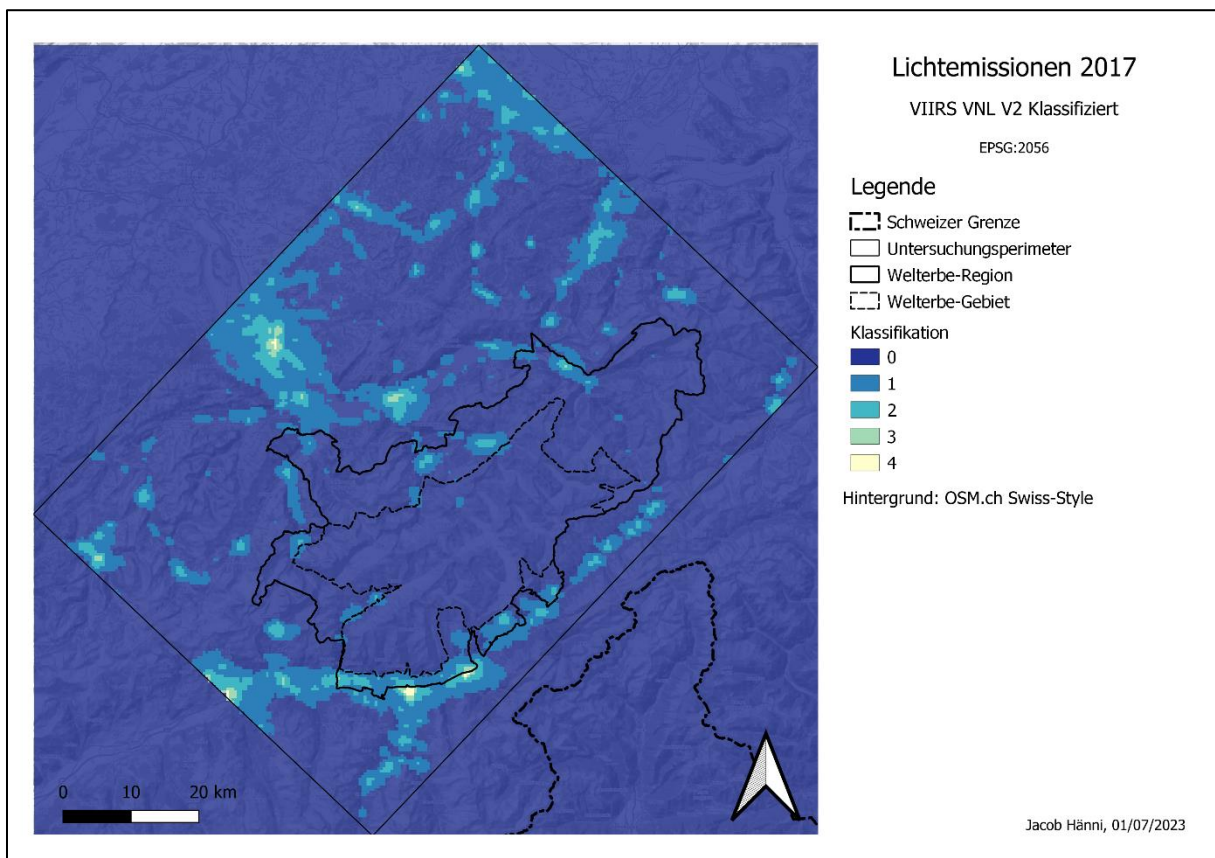 Lichtemissionen 2017
VIIRS VNL V2 Klassifiziert
EPSG:2056
Legende
Schweizer Grenze
Untersuchungsperimeter
Welterbe-Region
Welterbe-Gebiet
Klassifikation
0
1
2
3
4
Hintergrund: OSM.ch Swiss-Style
0 10 20 km
Jacob Hänni, 01/07/2023